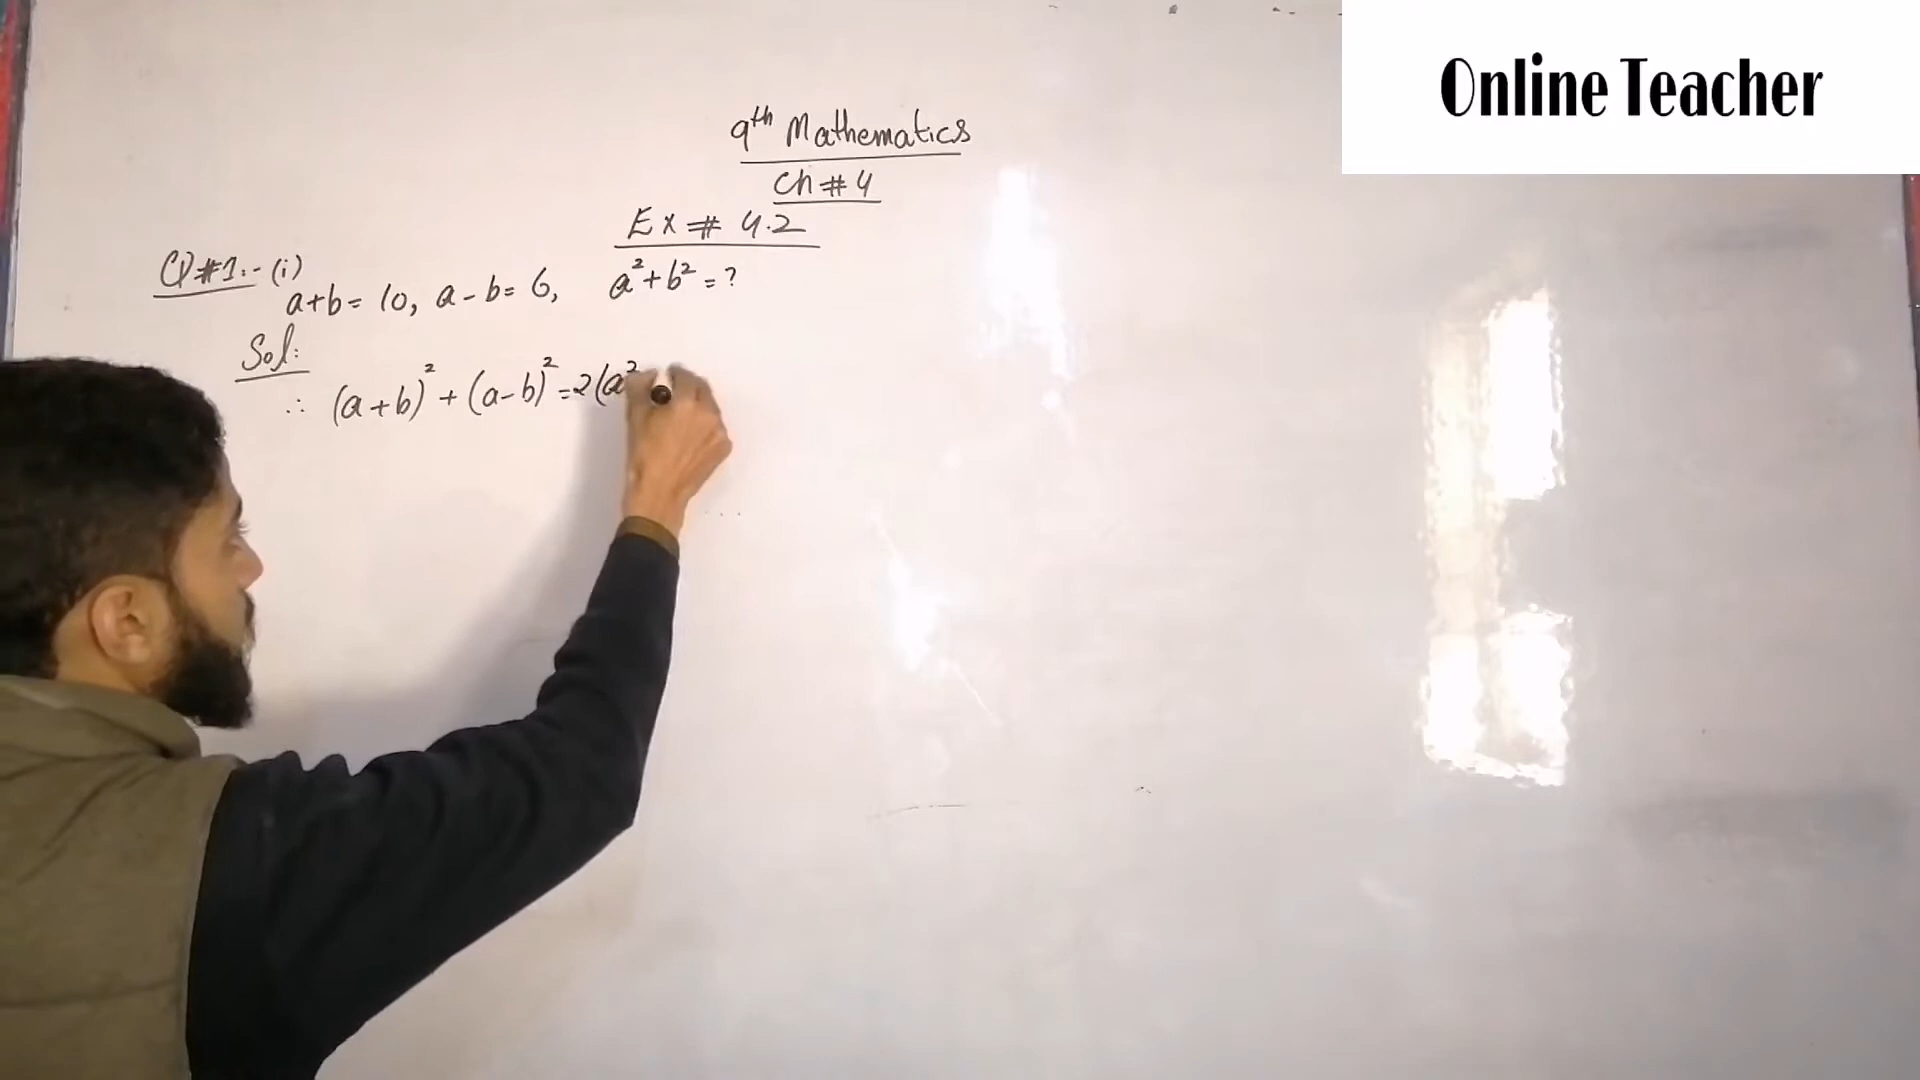 Online Teacher
9th Mathematics
Ch # 4
Ex # 4.2
Q#1:- (i)
a+b = 10, a-b = 6, a²+b² = ?
Sol:
∴ (a+b)² + (a-b)² = 2(a²